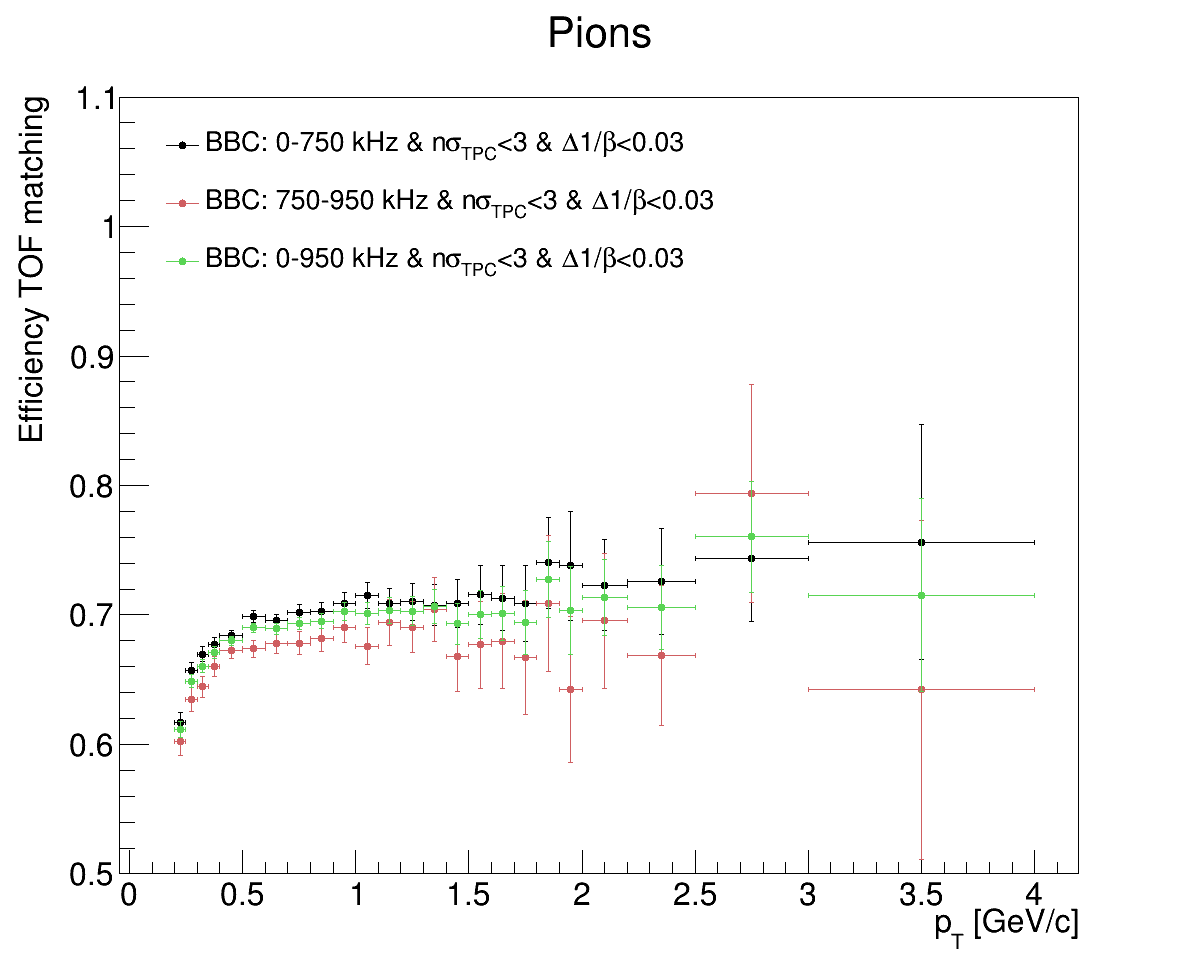 Pions
Efficiency TOF matching
1.1
1
0.9
0.8
0.7
0.6
0.5
BBC: 0-750 kHz & nσTPC<3 & Δ1/β<0.03
BBC: 750-950 kHz & nσTPC<3 & Δ1/β<0.03
BBC: 0-950 kHz & nσTPC<3 & Δ1/β<0.03
0 0.5 1 1.5 2 2.5 3 3.5 4
pT [GeV/c]